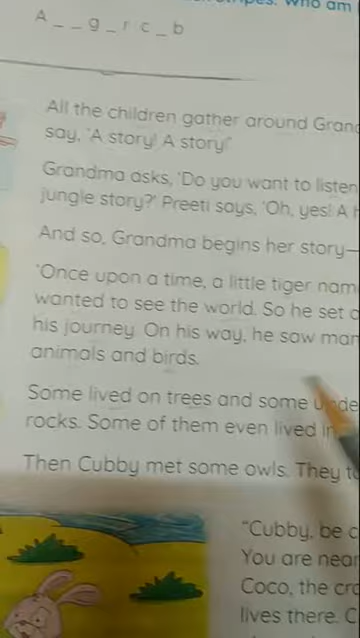 Who am
A _ _ g _ r c _ b
All the children gather around
say, 'A story! A story!'
Grandma asks, 'Do you want to listen
jungle story?' Preeti says, 'Oh, yes! A
And so, Grandma begins her story—
'Once upon a time, a little tiger
wanted to see the world. So he set
his journey. On his way, he saw
animals and birds.
Some lived on trees and some
rocks. Some of them even lived in
Then Cubby met some owls. They
"Cubby, be
You are near
Coco, the
lives there.